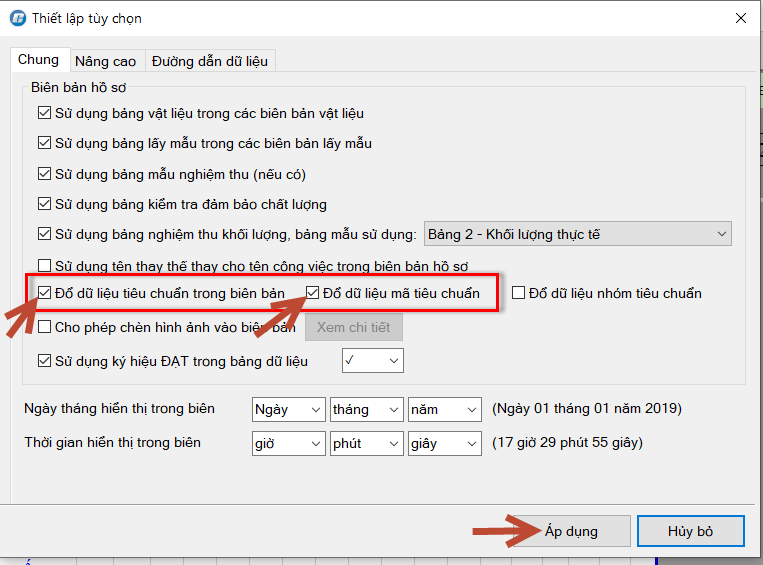 Thiết lập tùy chọn
Chung Nâng cao Đường dẫn dữ liệu
Biên bản hồ sơ
Sử dụng bảng vật liệu trong các biên bản vật liệu
Sử dụng bảng lấy mẫu trong các biên bản lấy mẫu
Sử dụng bảng mẫu nghiệm thu (nếu có)
Sử dụng bảng kiểm tra đảm bảo chất lượng
Sử dụng bảng nghiệm thu khối lượng, bảng mẫu sử dụng: Bảng 2 - Khối lượng thực tế
Sử dụng tên thay thế thay cho tên công việc trong biên bản hồ sơ
Đổ dữ liệu tiêu chuẩn trong biên bản Đổ dữ liệu mã tiêu chuẩn Đổ dữ liệu nhóm tiêu chuẩn
Cho phép chèn hình ảnh vào biên bản Xem chi tiết
Sử dụng ký hiệu ĐẠT trong bảng dữ liệu √
Ngày tháng hiển thị trong biên Ngày tháng năm (Ngày 01 tháng 01 năm 2019)
Thời gian hiển thị trong biên giờ phút giây (17 giờ 29 phút 55 giây)
Áp dụng Hủy bỏ